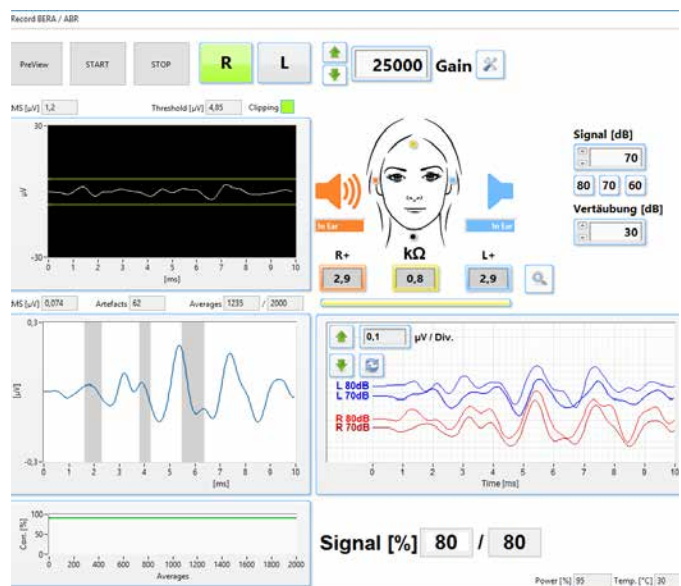 Record BERA / ABR
PreView START STOP R L 25000 Gain
MS [µV] 1,2 Threshold [µV] 4,85 Clipping
30
µV
-30
0 1 2 3 4 5 6 7 8 9 10
[ms]
Signal [dB]
70
80 70 60
Vertäubung [dB]
30
In Ear In Ear
R+ kΩ L+
2,9 0,8 2,9
MS [µV] 0,074 Artefacts 62 Averages 1235 / 2000
0,3
[µV]
-0,3
0 1 2 3 4 5 6 7 8 9 10
[ms]
0,1 µV / Div.
L 80dB
L 70dB
R 80dB
R 70dB
0 1 2 3 4 5 6 7 8 9 10
Time [ms]
100
Corr. [%]
50
0
0 200 400 600 800 1000 1200 1400 1600 1800 2000
Averages
Signal [%] 80 / 80
Power [%] 95 Temp. [°C] 30